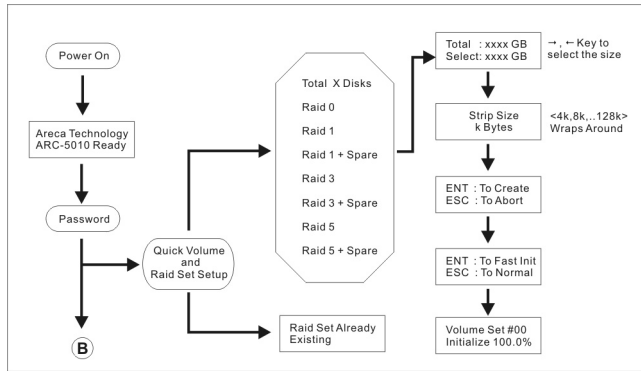 Power On
Areca Technology
ARC-5010 Ready
Password
B
Quick Volume
and
Raid Set Setup
Total X Disks
Raid 0
Raid 1
Raid 1 + Spare
Raid 3
Raid 3 + Spare
Raid 5
Raid 5 + Spare
Raid Set Already
Existing
Total : xxxx GB
Select: xxxx GB
→ , ← Key to
select the size
Strip Size
k Bytes
<4k,8k,..128k>
Wraps Around
ENT : To Create
ESC : To Abort
ENT : To Fast Init
ESC : To Normal
Volume Set #00
Initialize 100.0%